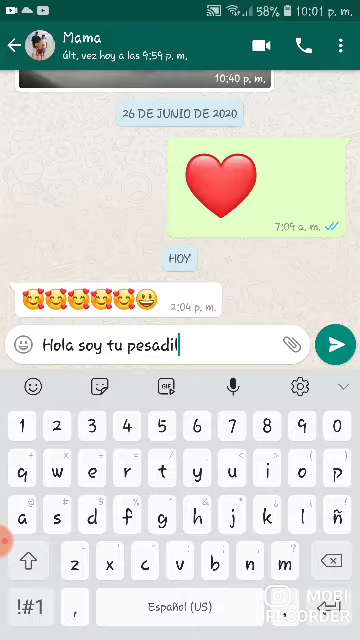 58% 10:01 p. m.
Mama
últ. vez hoy a las 9:59 p. m.
10:40 p. m.
26 DE JUNIO DE 2020
7:09 a. m.
HOY
2:04 p. m.
Hola soy tu pesadil
GIF
1 2 3 4 5 6 7 8 9 0
q w e r t y u i o p
a s d f g h j k l ñ
z x c v b n m
!#1 , Español (US) .
MOBI
RECORDER